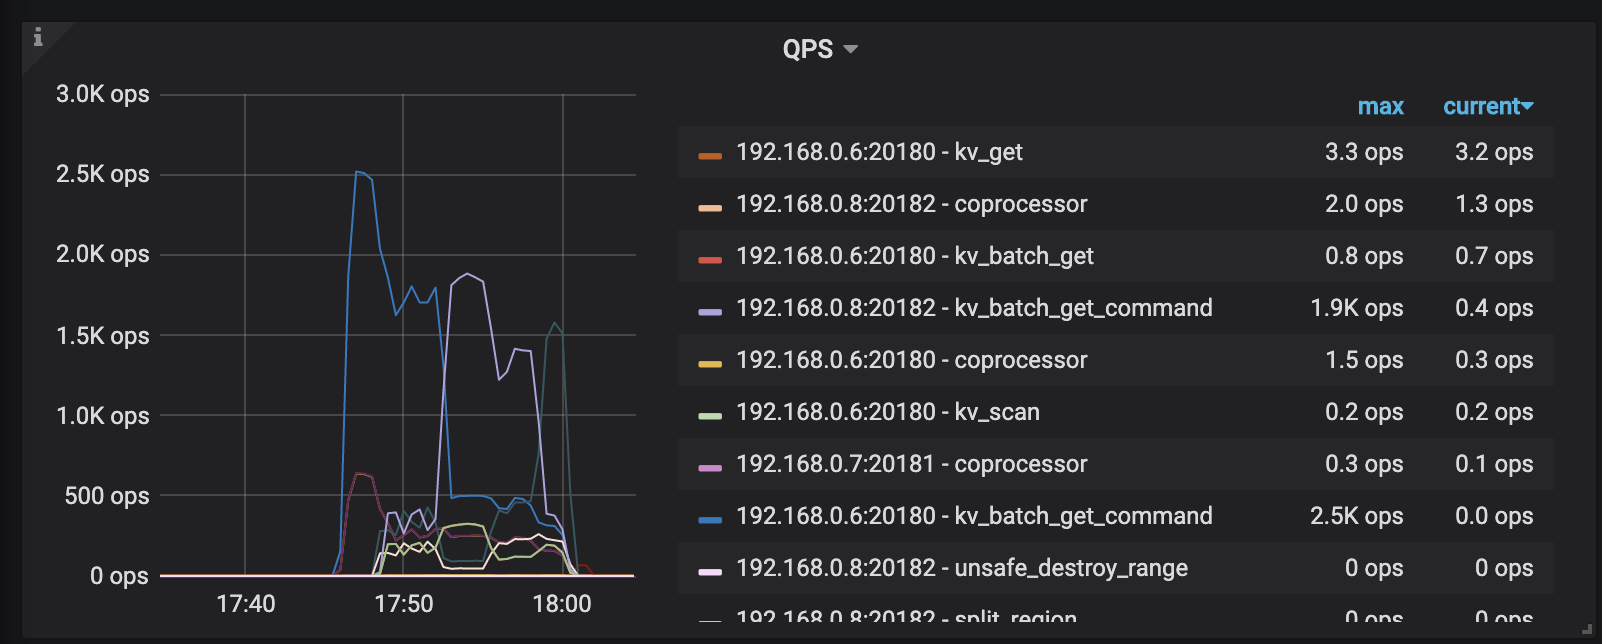 i
QPS
3.0K ops
2.5K ops
2.0K ops
1.5K ops
1.0K ops
500 ops
0 ops
17:40 17:50 18:00
max current
192.168.0.6:20180 - kv_get 3.3 ops 3.2 ops
192.168.0.8:20182 - coprocessor 2.0 ops 1.3 ops
192.168.0.6:20180 - kv_batch_get 0.8 ops 0.7 ops
192.168.0.8:20182 - kv_batch_get_command 1.9K ops 0.4 ops
192.168.0.6:20180 - coprocessor 1.5 ops 0.3 ops
192.168.0.6:20180 - kv_scan 0.2 ops 0.2 ops
192.168.0.7:20181 - coprocessor 0.3 ops 0.1 ops
192.168.0.6:20180 - kv_batch_get_command 2.5K ops 0.0 ops
192.168.0.8:20182 - unsafe_destroy_range 0 ops 0 ops
192.168.0.8:20182 - split_region 0 ops 0 ops